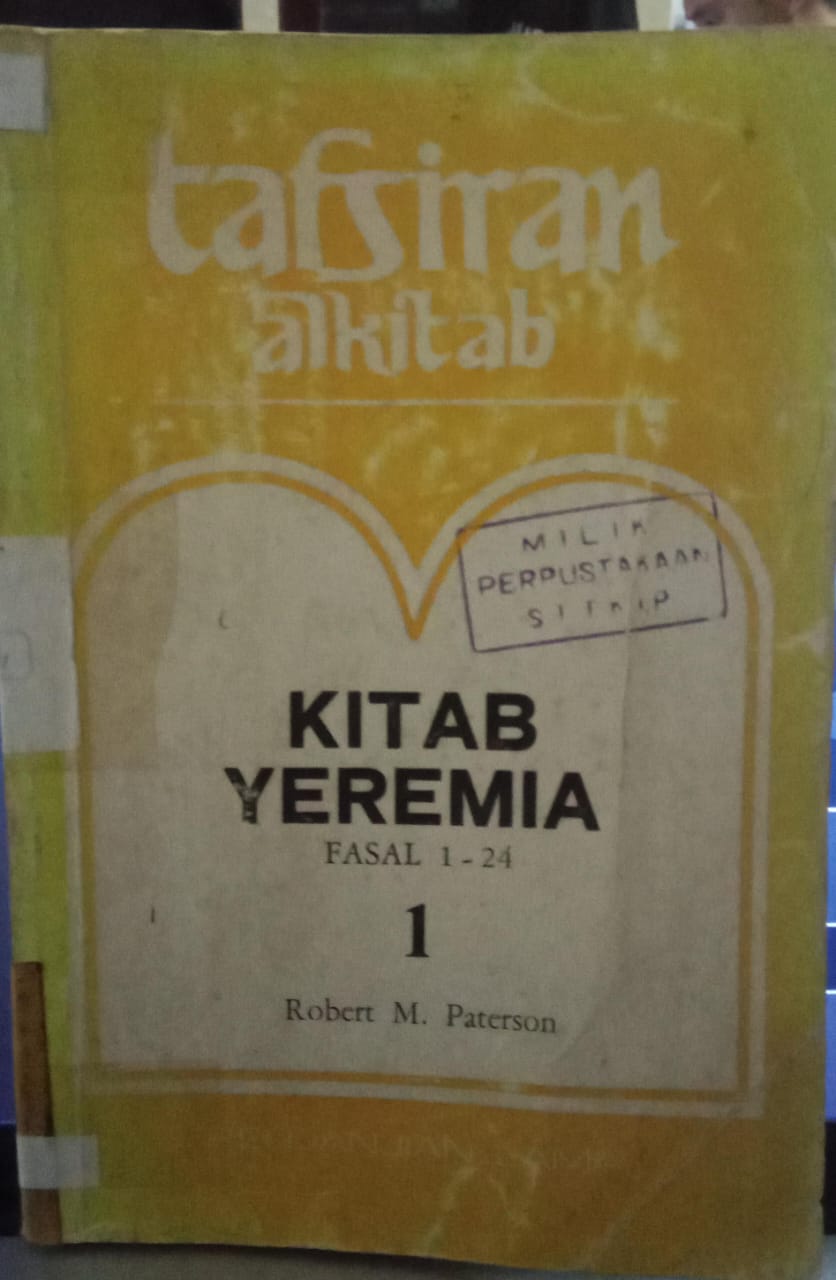 tafsiran
alkitab
MILIK
PERPUSTAKAAN
KITAB
YEREMIA
FASAL 1-24
1
Robert M. Paterson